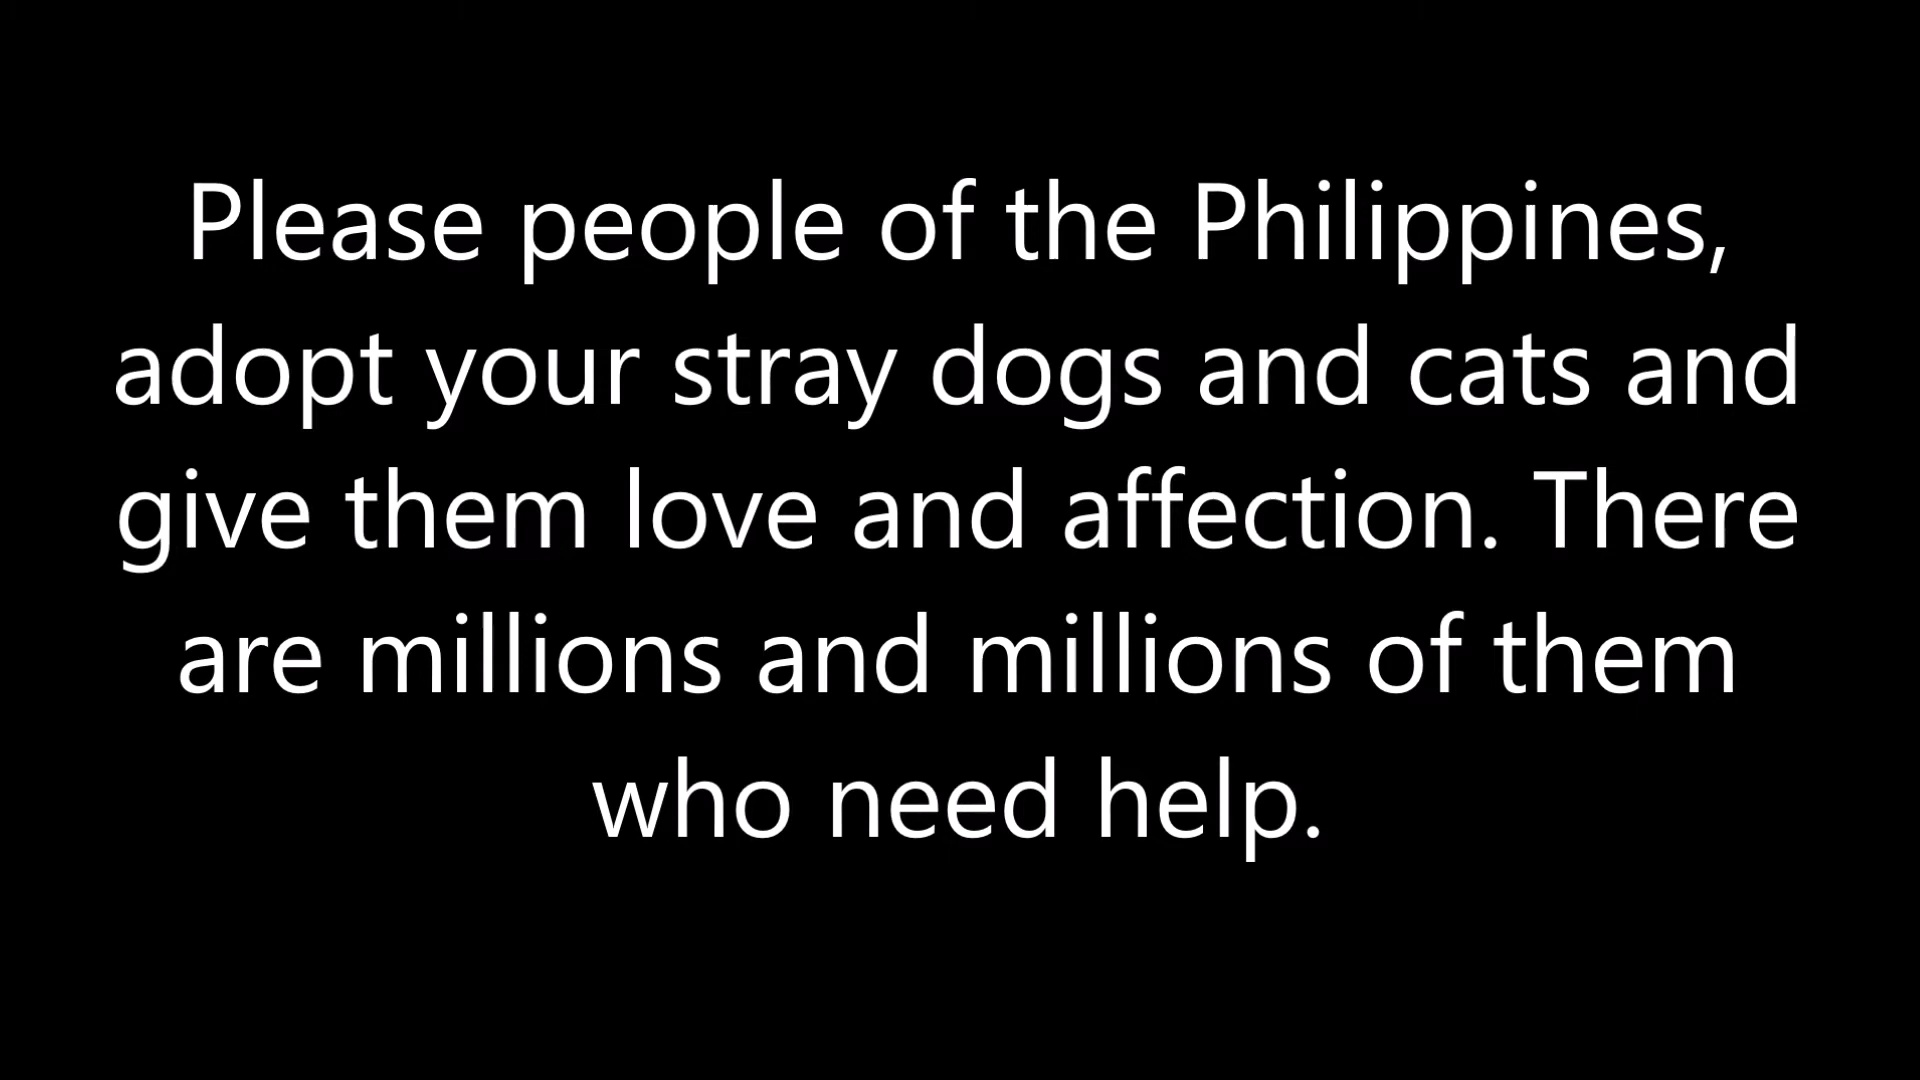 Please people of the Philippines,
adopt your stray dogs and cats and
give them love and affection. There
are millions and millions of them
who need help.